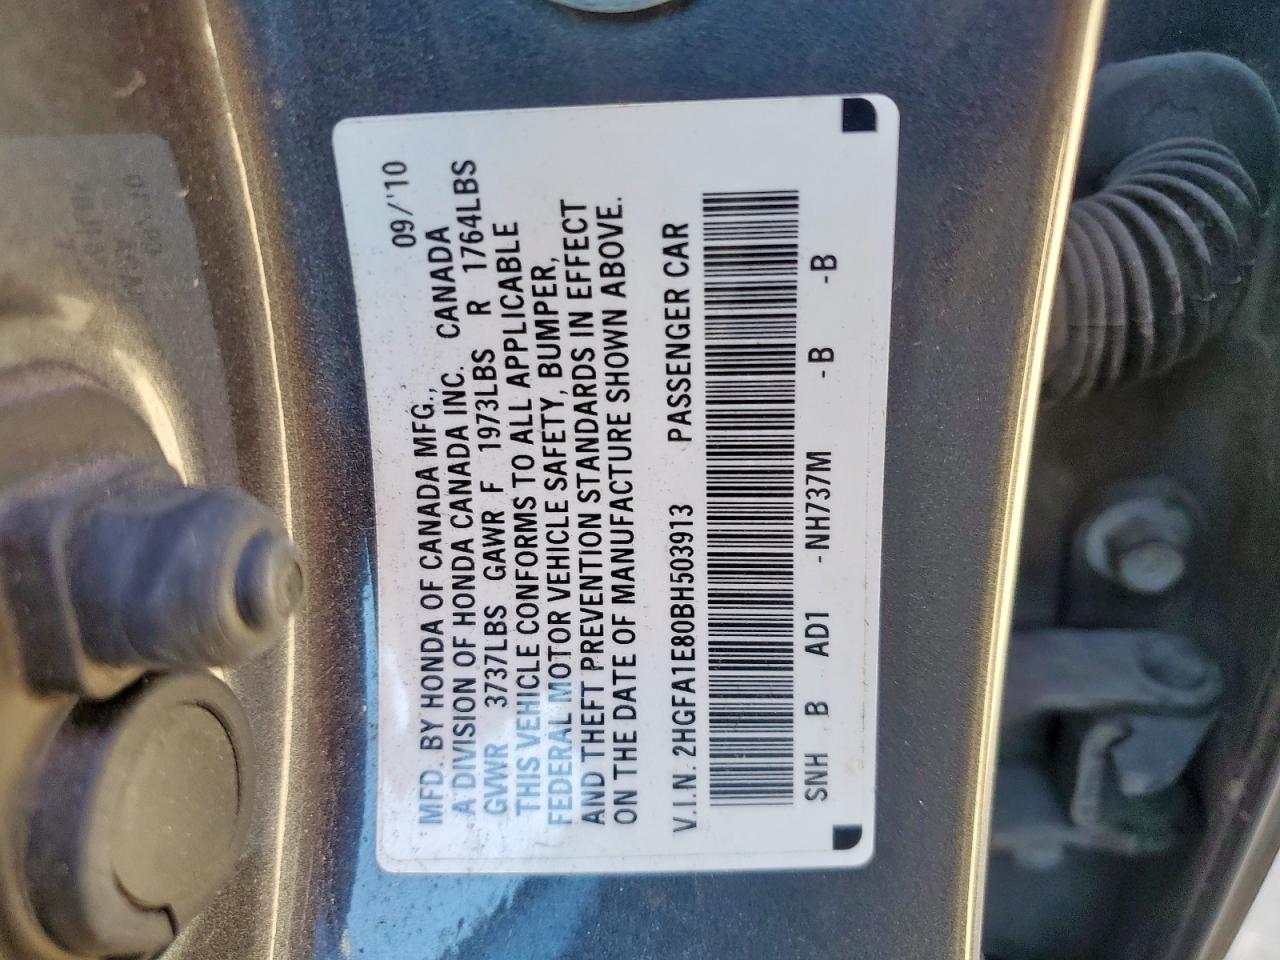 09/'10
MFD. BY HONDA OF CANADA MFG.,
A DIVISION OF HONDA CANADA INC. CANADA
GVWR 3737LBS GAWR F 1973LBS R 1764LBS
THIS VEHICLE CONFORMS TO ALL APPLICABLE
FEDERAL MOTOR VEHICLE SAFETY, BUMPER,
AND THEFT PREVENTION STANDARDS IN EFFECT
ON THE DATE OF MANUFACTURE SHOWN ABOVE.
V.I.N. 2HGFA1E80BH503913 PASSENGER CAR
SNH B AD1 -NH737M -B -B